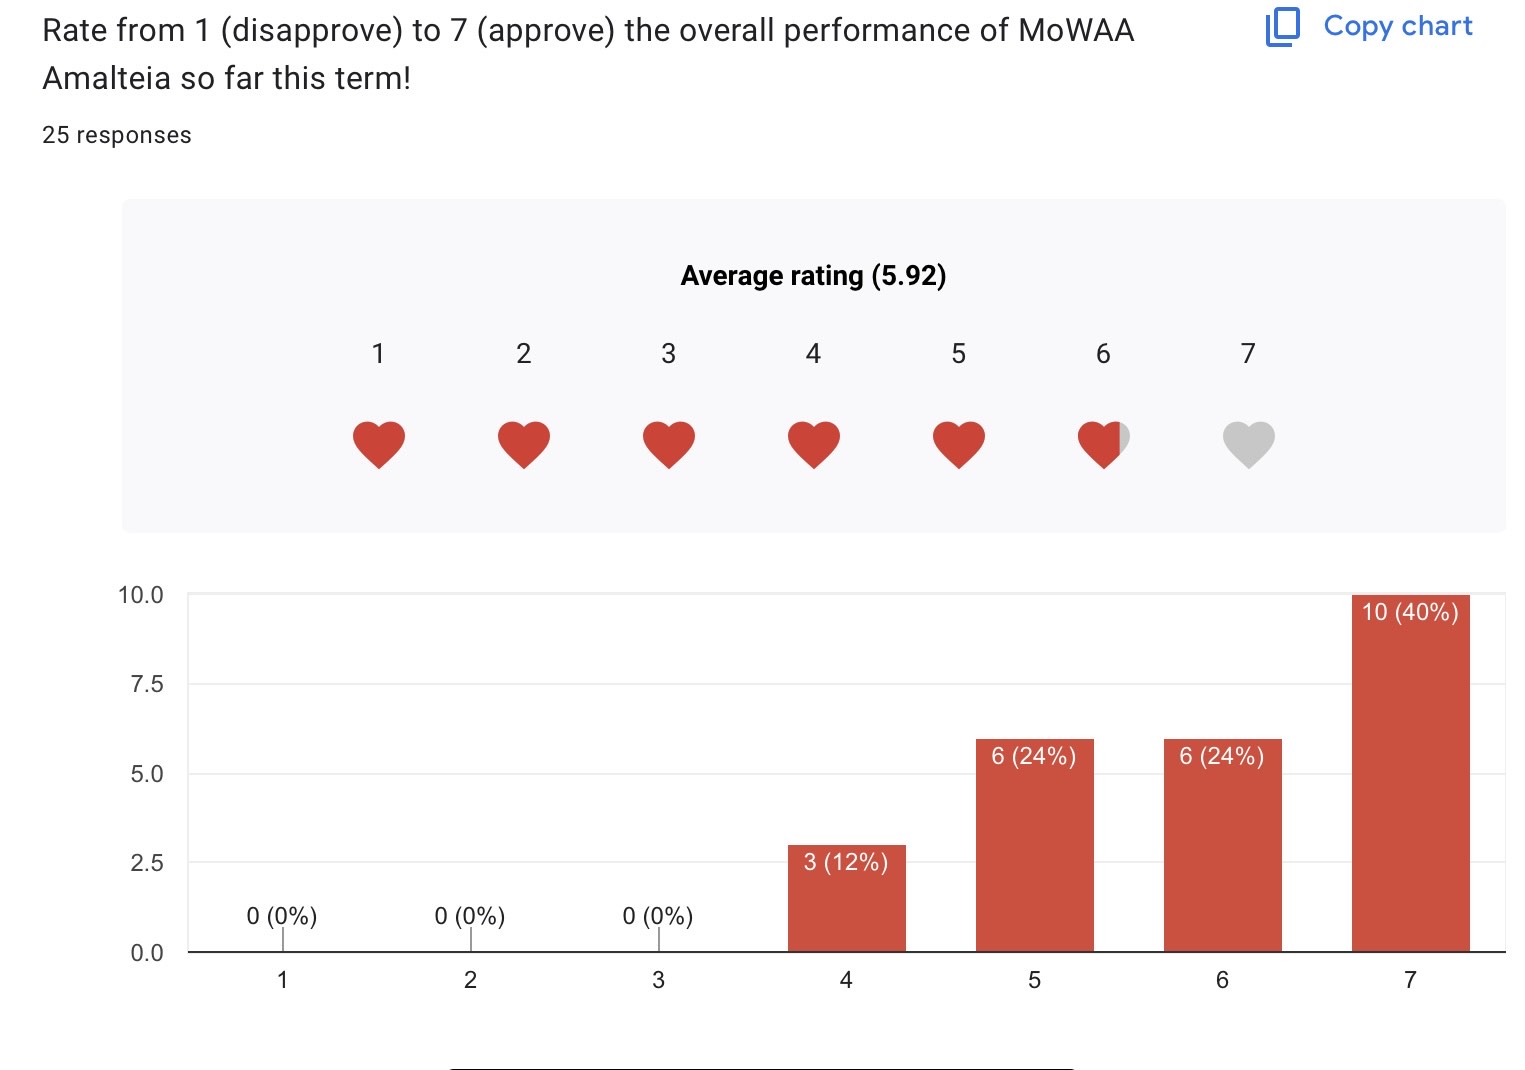 Rate from 1 (disapprove) to 7 (approve) the overall performance of MoWAA
Amalteia so far this term!
Copy chart
25 responses
Average rating (5.92)
1 2 3 4 5 6 7
10.0
7.5
5.0
2.5
0.0
0 (0%)
0 (0%)
0 (0%)
3 (12%)
6 (24%)
6 (24%)
10 (40%)
1 2 3 4 5 6 7